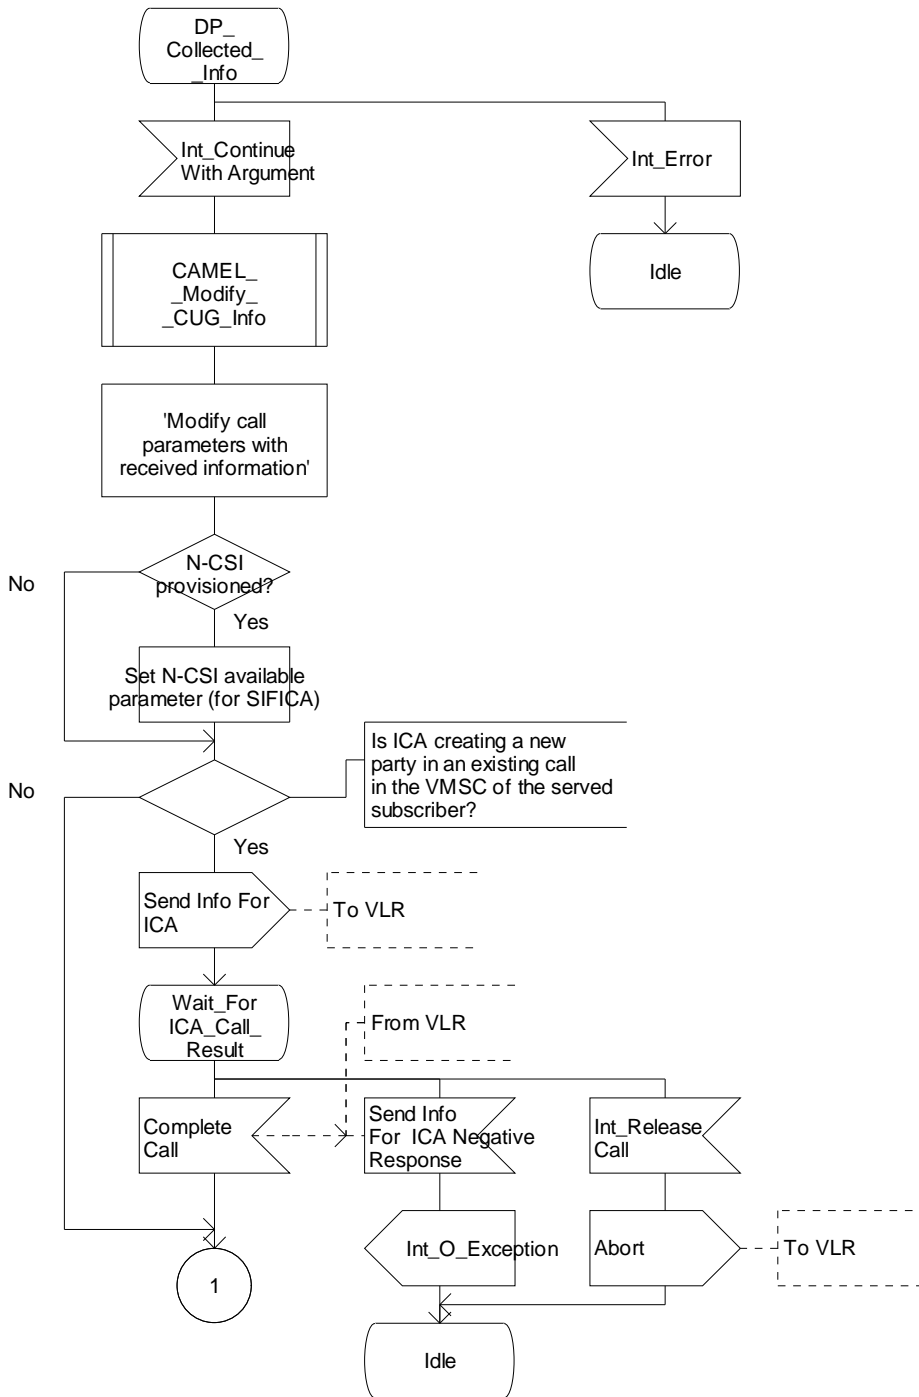 DP_
Collected_
_Info
Int_Continue
With Argument
Int_Error
CAMEL_
_Modify_
_CUG_Info
Idle
'Modify call
parameters with
received information'
N-CSI
provisioned?
No
Yes
Set N-CSI available
parameter (for SIFICA)
Is ICA creating a new
party in an existing call
in the VMSC of the served
subscriber?
No
Yes
Send Info For
ICA
To VLR
Wait_For
ICA_Call_
Result
From VLR
Complete
Call
Send Info
For ICA Negative
Response
Int_Release
Call
Int_O_Exception
Abort
To VLR
1
Idle